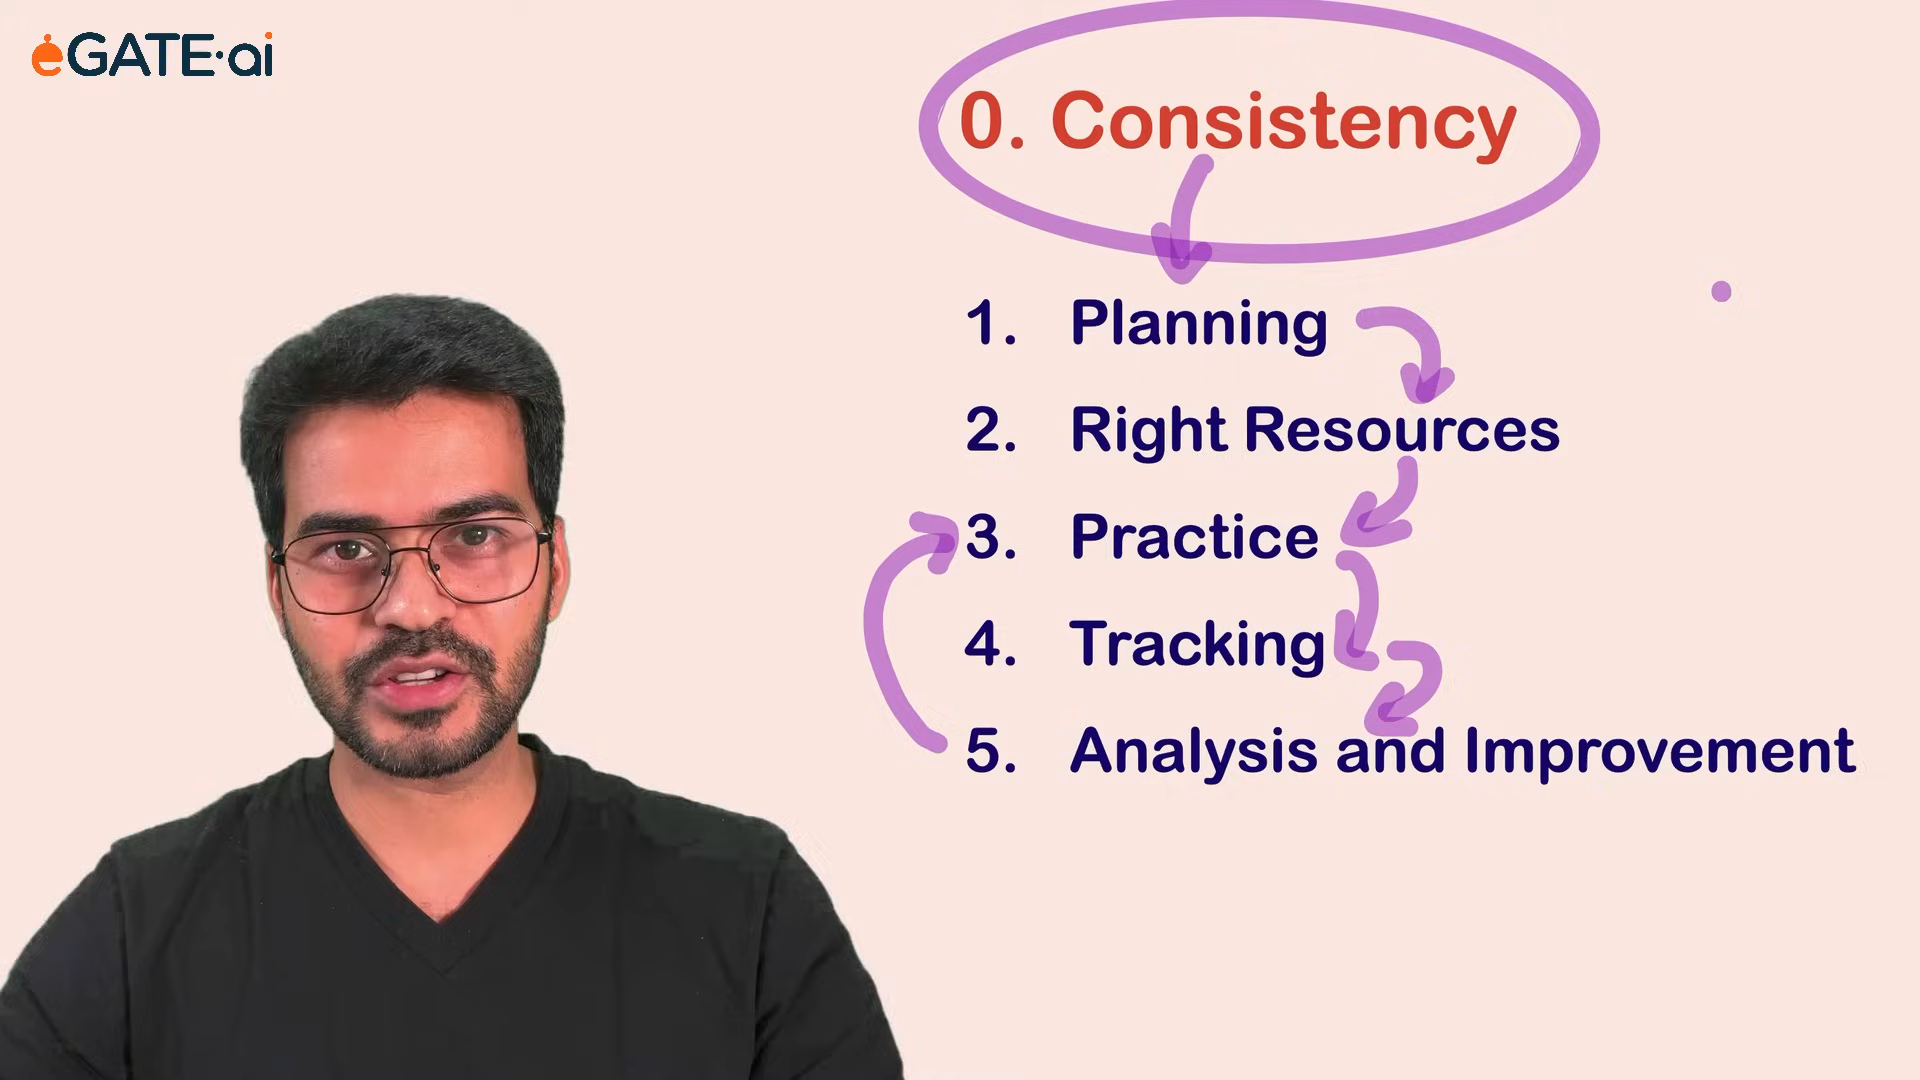 eGATE·ai
0. Consistency
1. Planning
2. Right Resources
3. Practice
4. Tracking
5. Analysis and Improvement